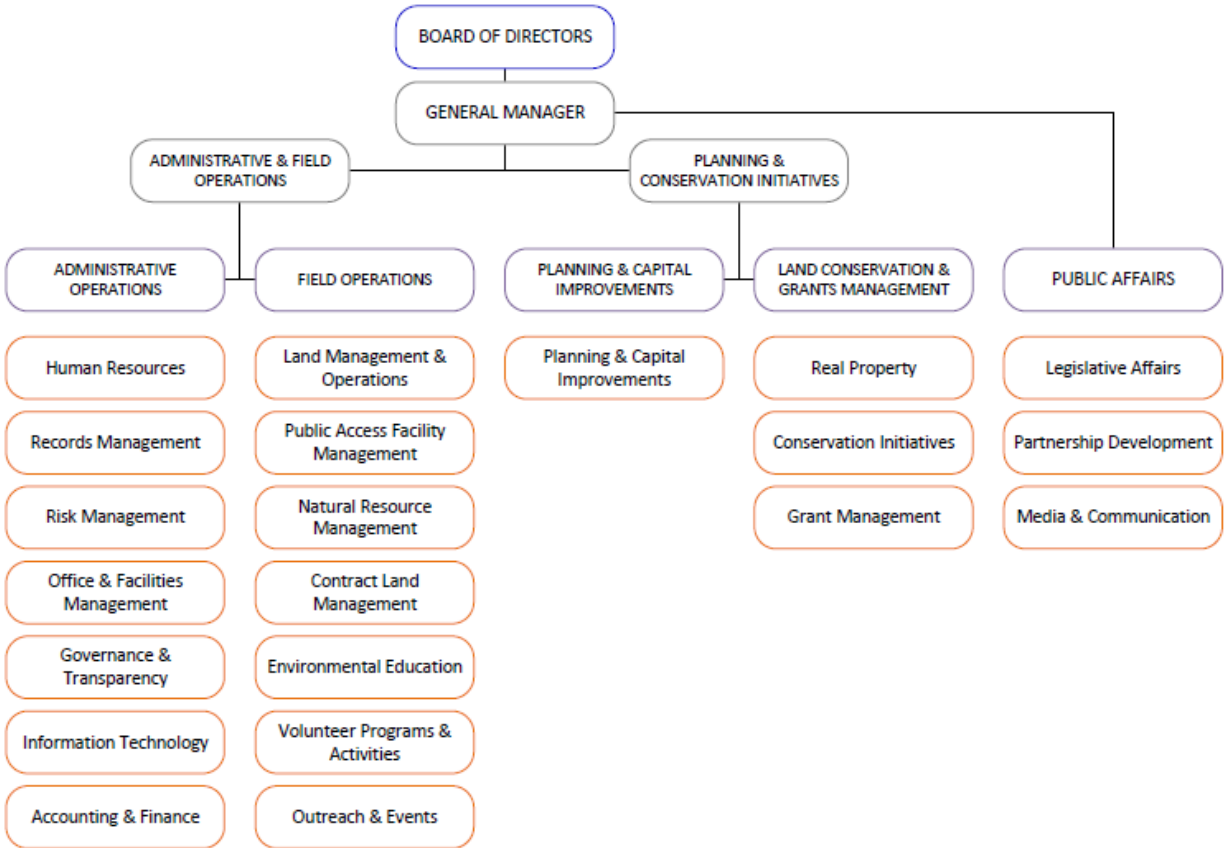 BOARD OF DIRECTORS
GENERAL MANAGER
ADMINISTRATIVE & FIELD
OPERATIONS
PLANNING &
CONSERVATION INITIATIVES
ADMINISTRATIVE
OPERATIONS
FIELD OPERATIONS
PLANNING & CAPITAL
IMPROVEMENTS
LAND CONSERVATION &
GRANTS MANAGEMENT
PUBLIC AFFAIRS
Human Resources
Land Management &
Operations
Planning & Capital
Improvements
Real Property
Legislative Affairs
Records Management
Public Access Facility
Management
Conservation Initiatives
Partnership Development
Risk Management
Natural Resource
Management
Grant Management
Media & Communication
Office & Facilities
Management
Contract Land
Management
Governance &
Transparency
Environmental Education
Information Technology
Volunteer Programs &
Activities
Accounting & Finance
Outreach & Events